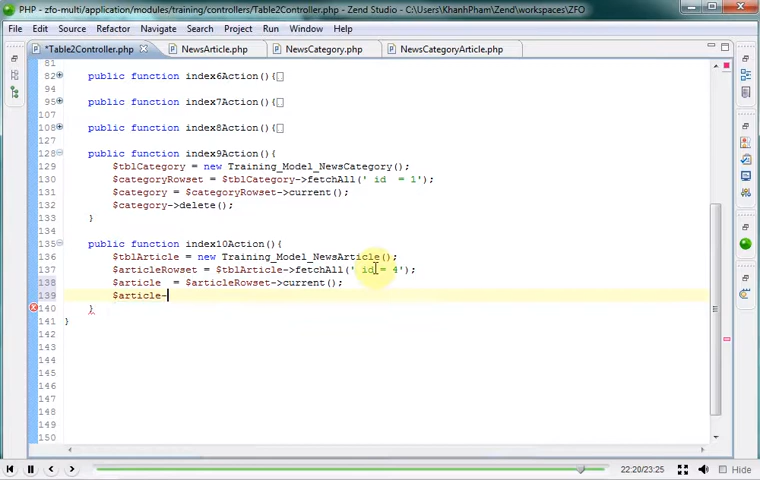 PHP - zfo-multi/application/modules/training/controllers/Table2Controller.php - Zend Studio - C:\Users\KhanhPham\Zend\workspaces\ZFO
File Edit Source Refactor Navigate Search Project Run Window Help
*Table2Controller.php NewsArticle.php NewsCategory.php NewsCategoryPham.php
81
82 public function index6Action(){
94
95 public function index7Action(){
107
108 public function index8Action(){
127
128 public function index9Action(){
129 $tblCategory = new Training_Model_NewsCategory();
130 $categoryRowset = $tblCategory->fetchAll(' id  = 1');
131 $category = $categoryRowset->current();
132 $category->delete();
133 }
134
135 public function index10Action(){
136 $tblArticle = new Training_Model_NewsArticle();
137 $articleRowset = $tblArticle->fetchAll(' id = 4');
138 $article  = $articleRowset->current();
139 $article-
140 }
141 }
142
143
144
145
146
147
148
149
150
22:20/23:25 Hide